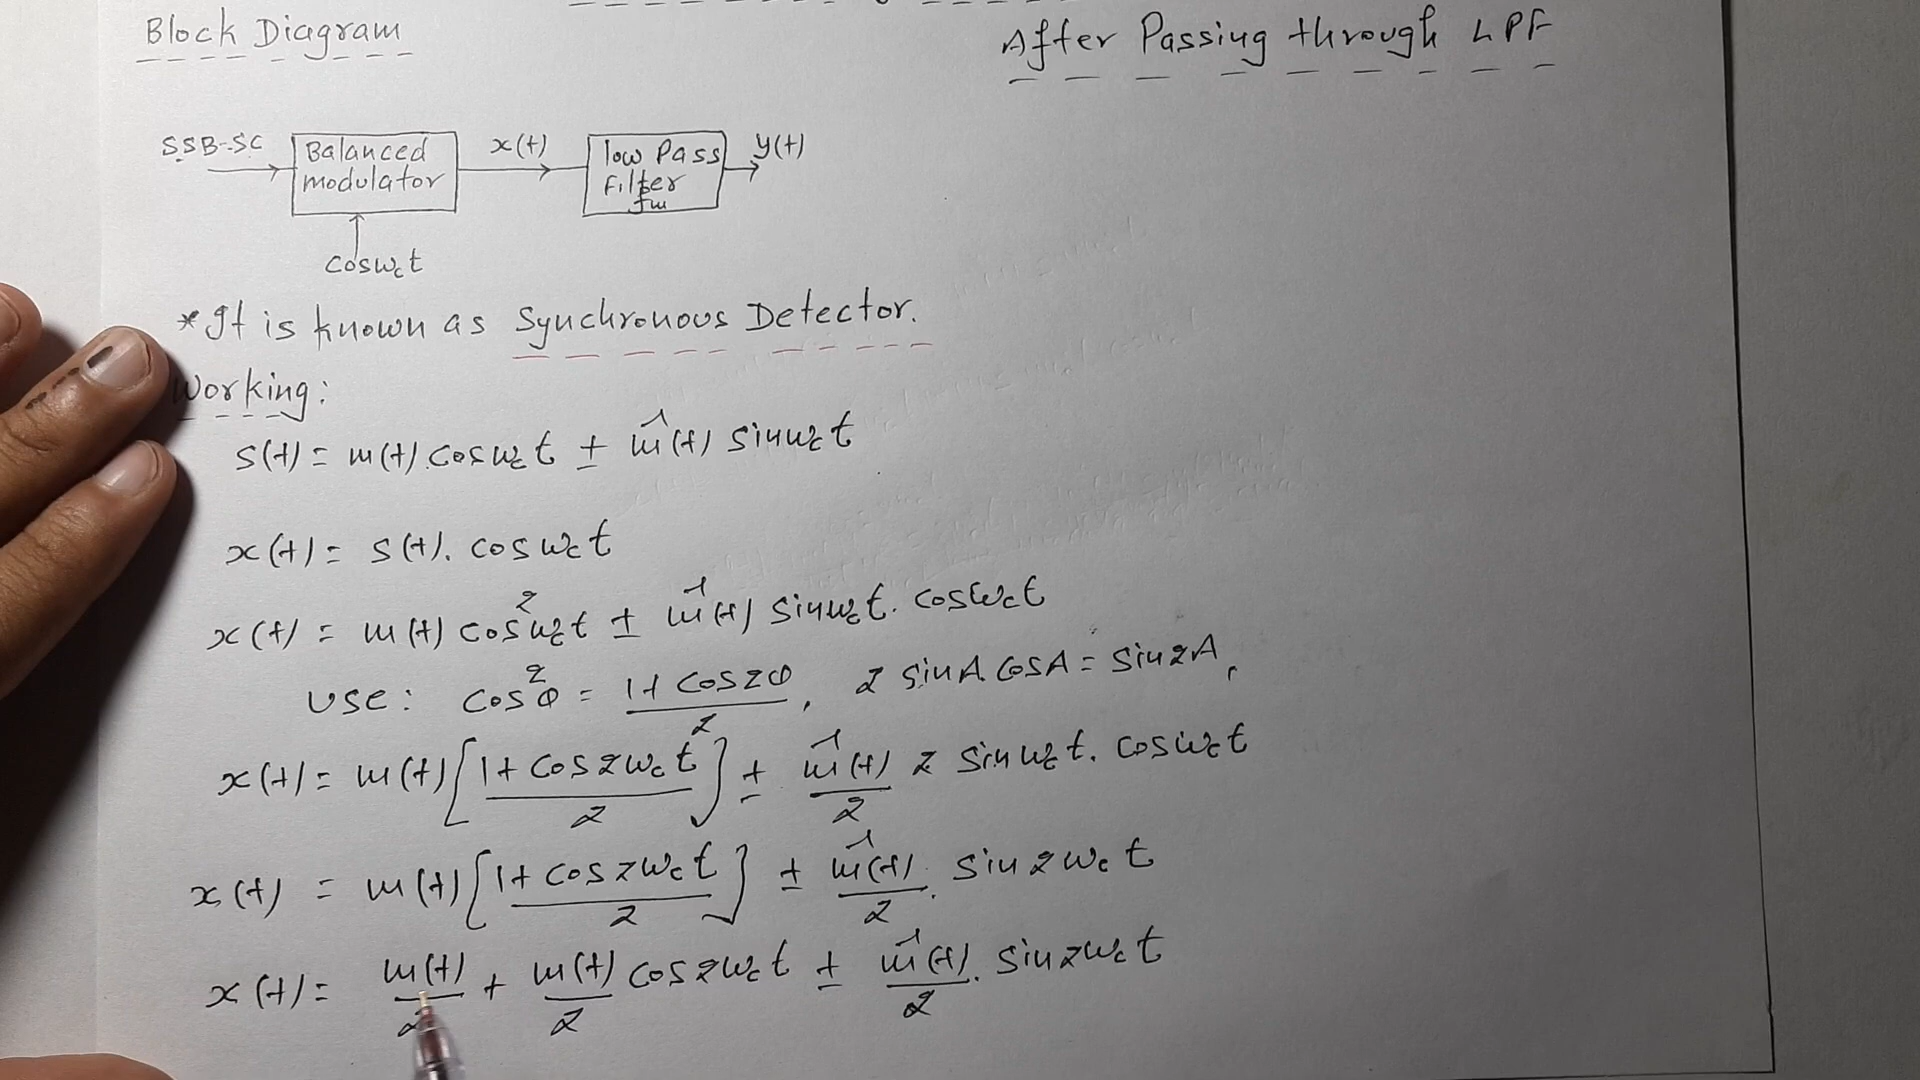 Block Diagram
After Passing through LPF
SSB-SC
Balanced
modulator
x(t)
low Pass
Filter
fm
y(t)
cosωct
*It is known as Synchronous Detector.
Working:
s(t) = m(t).cosωct ± m̂(t) sinωct
x(t) = s(t). cosωct
x(t) = m(t) cos²ωct ± m̂(t) sinωct. cosωct
USE: cos²θ = 1+cos2θ/2, 2 sinA cosA = sin2A,
x(t) = m(t)[1+cos2ωct/2] ± m̂(t)/2 2 sinωct. cosωct
x(t) = m(t)[1+cos2ωct/2] ± m̂(t)/2. sin2ωct
x(t) = m(t)/2 + m(t)/2 cos2ωct ± m̂(t)/2. sin2ωct